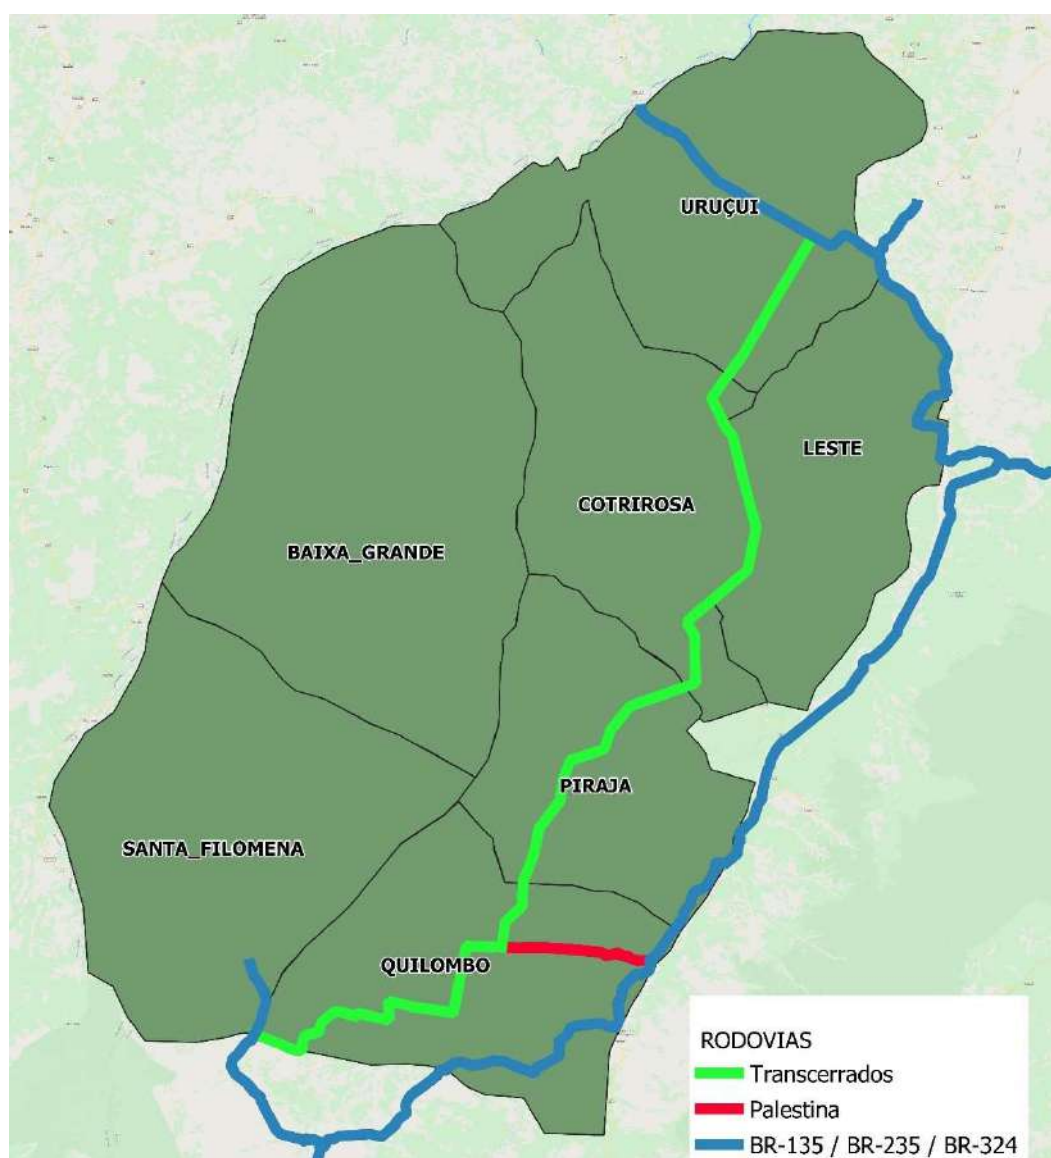 URUÇUI
LESTE
COTRIROSA
BAIXA_GRANDE
PIRAJA
SANTA_FILOMENA
QUILOMBO
RODOVIAS
Transcerrados
Palestina
BR-135 / BR-235 / BR-324